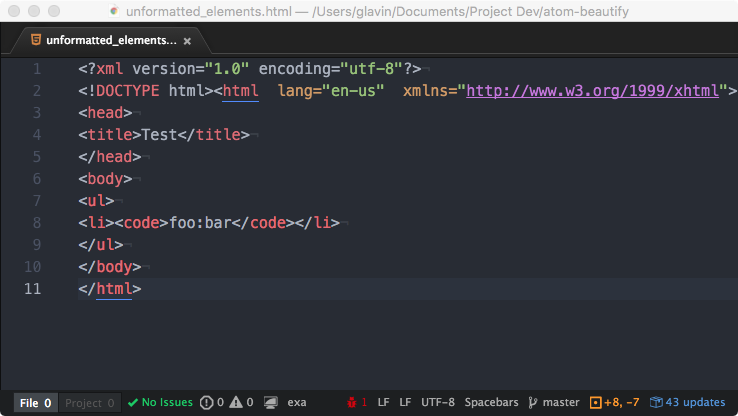 unformatted_elements.html — /Users/glavin/Documents/Project Dev/atom-beautify
unformatted_elements...
1 <?xml version="1.0" encoding="utf-8"?>¬
2 <!DOCTYPE html><html  lang="en-us"  xmlns="http://www.w3.org/1999/xhtml">
3 <head>¬
4 <title>Test</title>¬
5 </head>¬
6 <body>¬
7 <ul>¬
8 <li><code>foo:bar</code></li>¬
9 </ul>¬
10 </body>¬
11 </html>
File 0 Project 0 No Issues 0 0 exa 1 LF LF UTF-8 Spacebars master +8, -7 43 updates